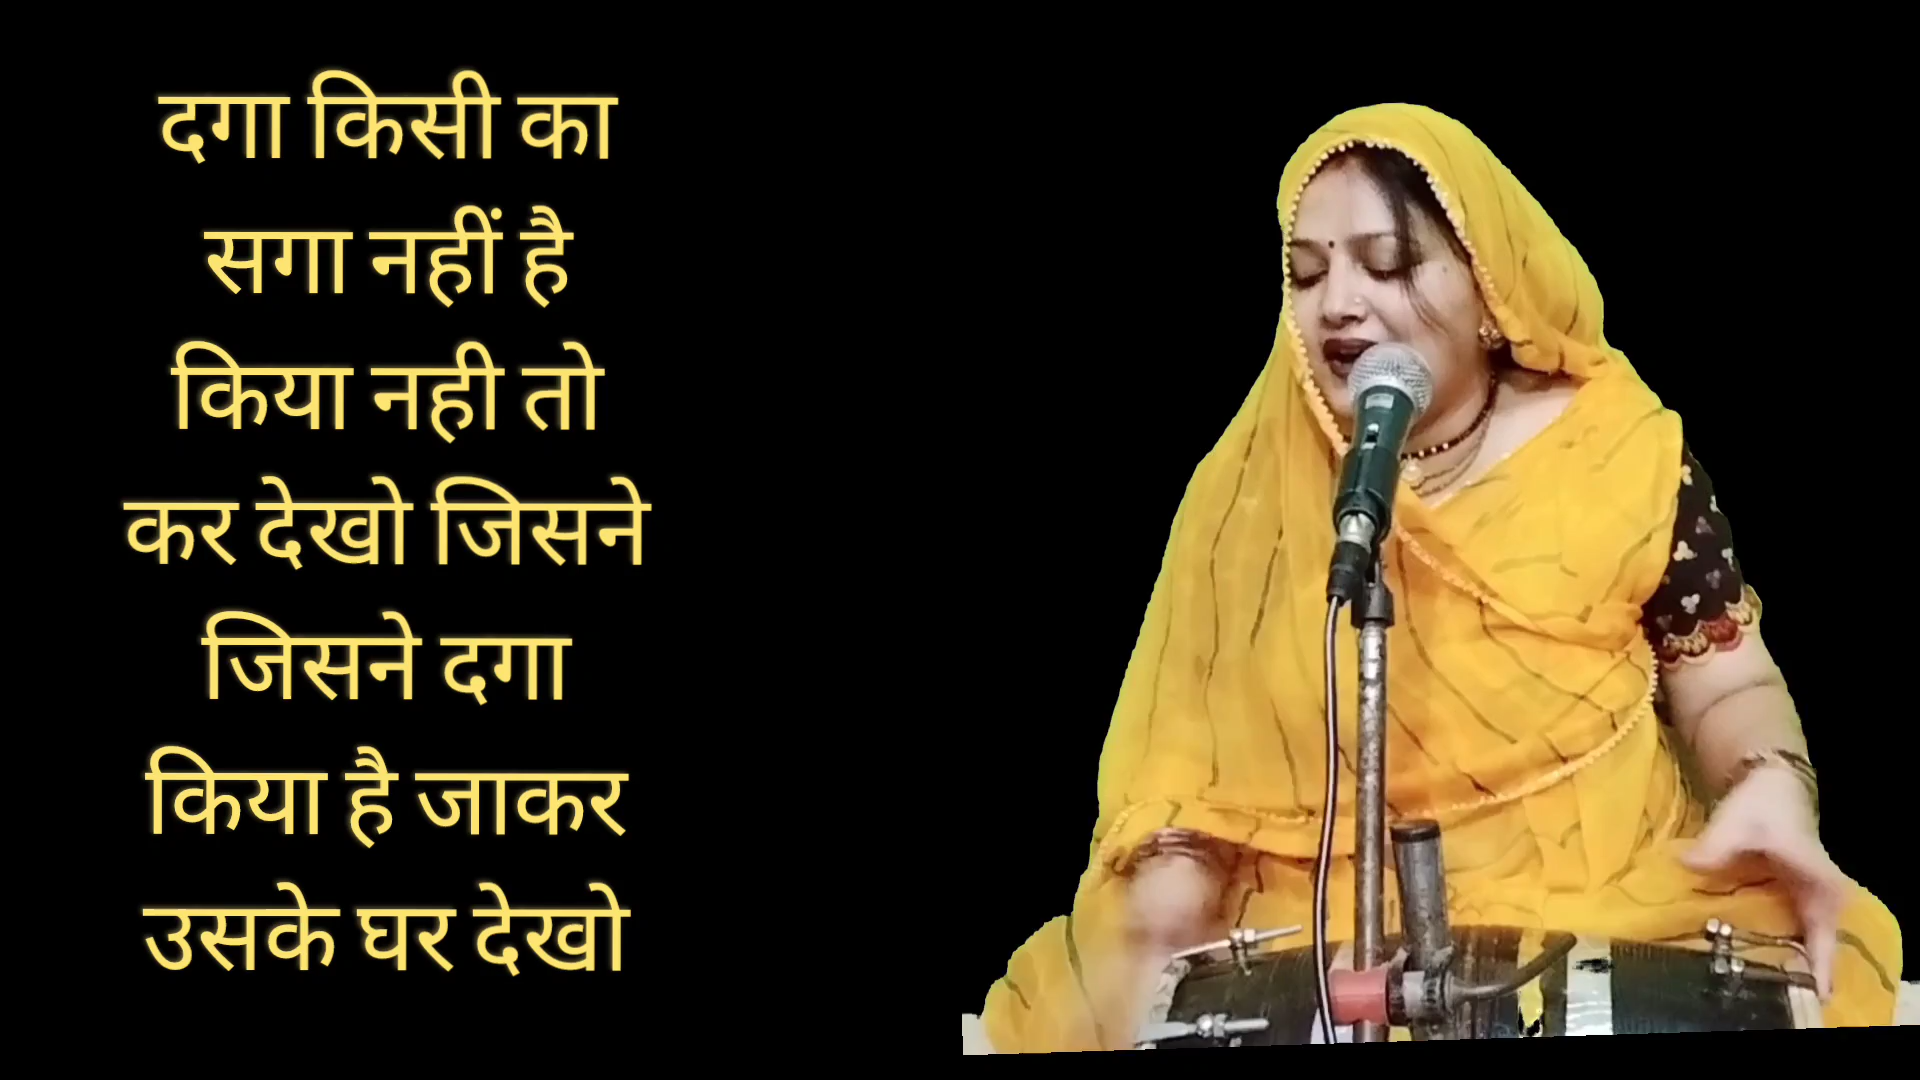 दगा किसी का
सगा नहीं है
किया नही तो
कर देखो जिसने
जिसने दगा
किया है जाकर
उसके घर देखो